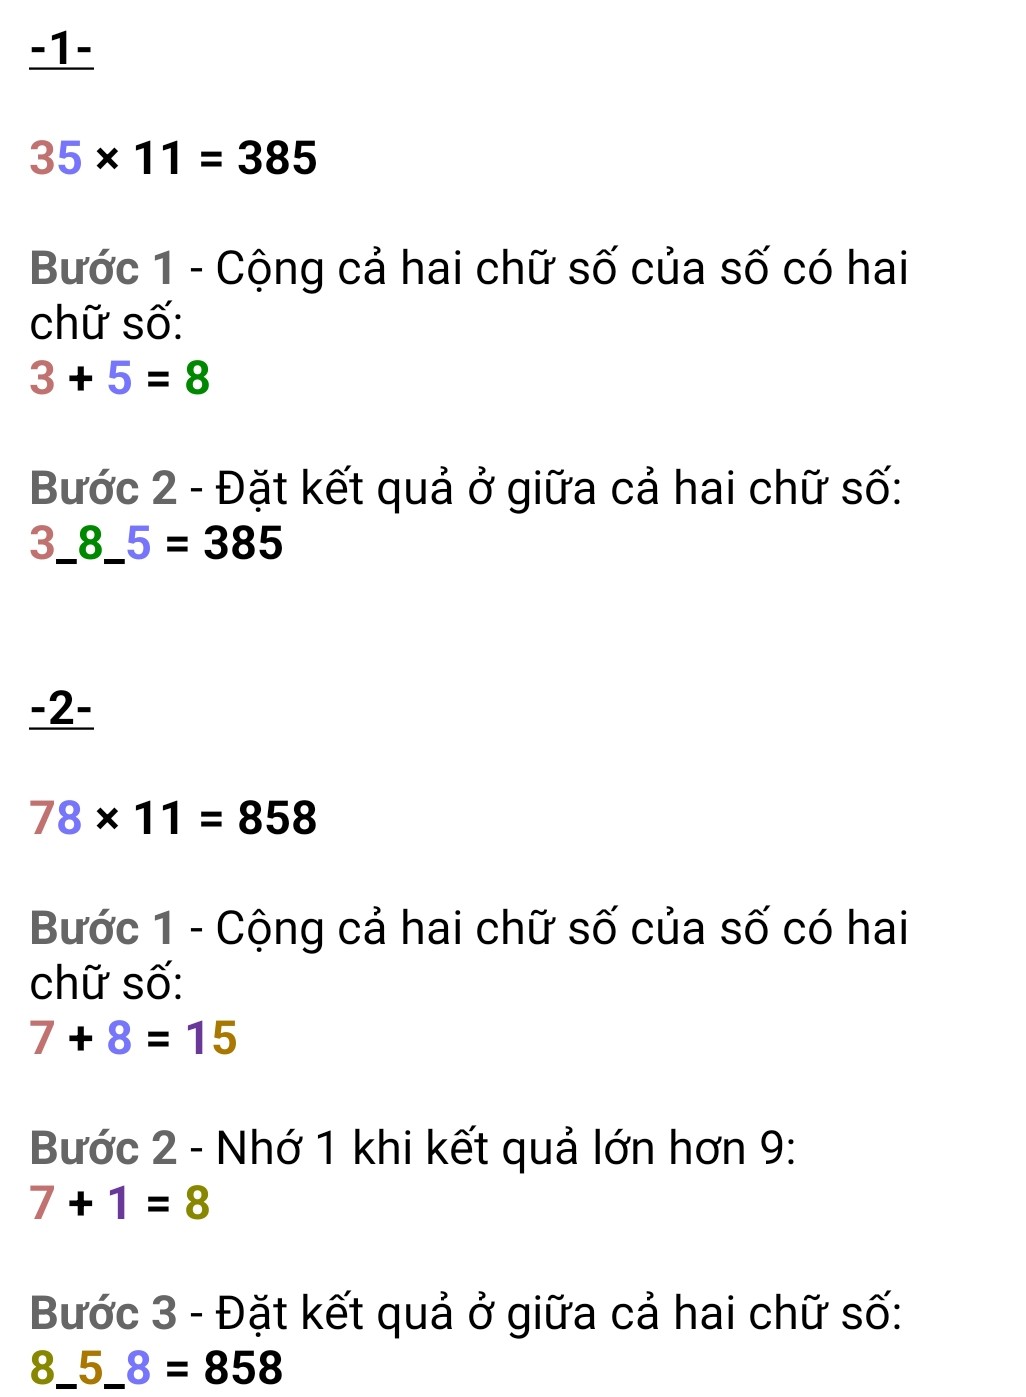 -1-
35 × 11 = 385
Bước 1 - Cộng cả hai chữ số của số có hai
chữ số:
3 + 5 = 8
Bước 2 - Đặt kết quả ở giữa cả hai chữ số:
3_8_5 = 385
-2-
78 × 11 = 858
Bước 1 - Cộng cả hai chữ số của số có hai
chữ số:
7 + 8 = 15
Bước 2 - Nhớ 1 khi kết quả lớn hơn 9:
7 + 1 = 8
Bước 3 - Đặt kết quả ở giữa cả hai chữ số:
8_5_8 = 858